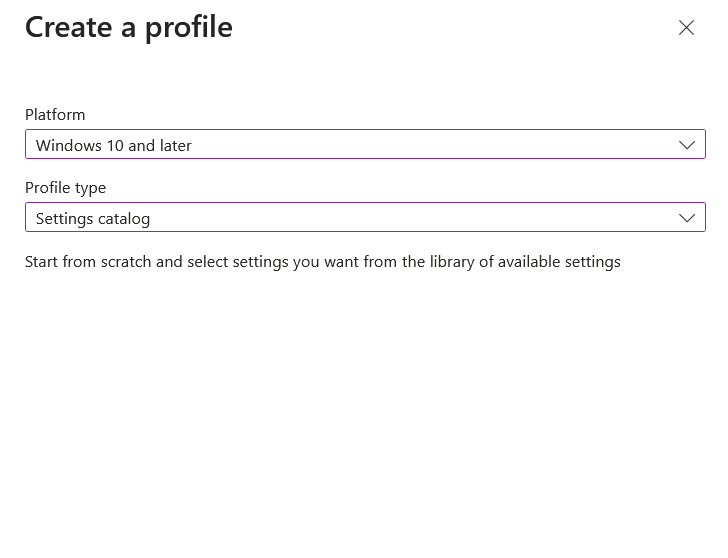 Create a profile
Platform
Windows 10 and later
Profile type
Settings catalog
Start from scratch and select settings you want from the library of available settings